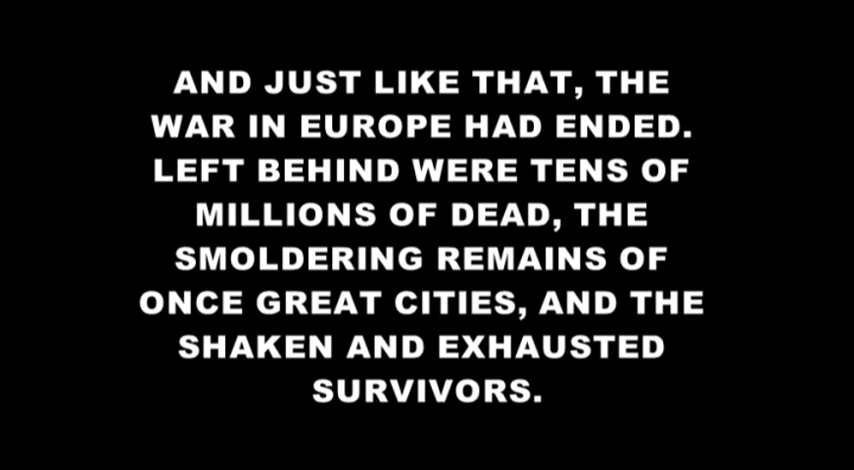 AND JUST LIKE THAT, THE
WAR IN EUROPE HAD ENDED.
LEFT BEHIND WERE TENS OF
MILLIONS OF DEAD, THE
SMOLDERING REMAINS OF
ONCE GREAT CITIES, AND THE
SHAKEN AND EXHAUSTED
SURVIVORS.